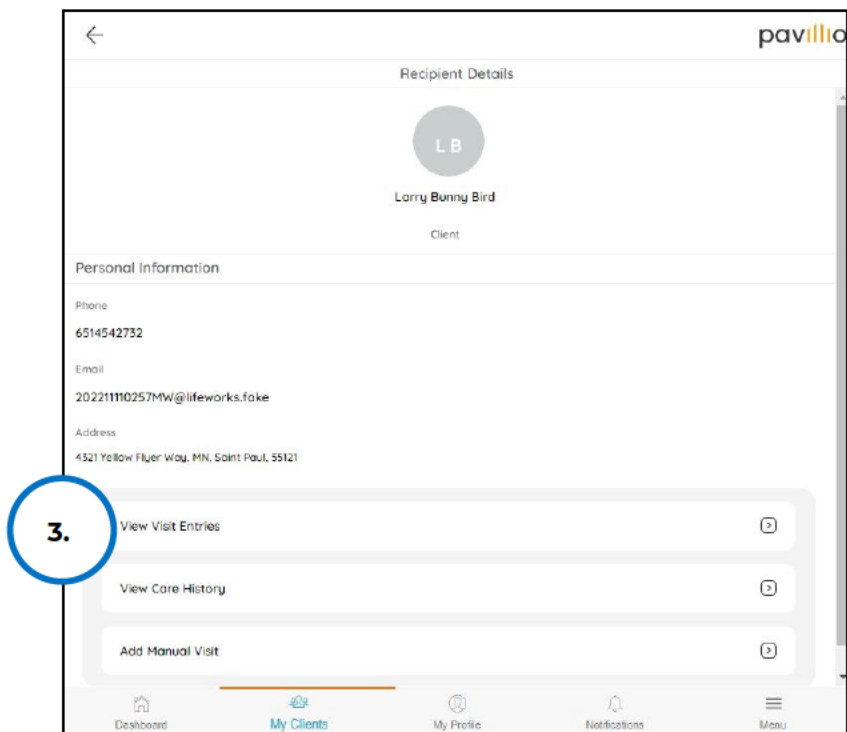 pavillio
Recipient Details
L B
Larry Bunny Bird
Client
Personal Information
Phone
6514542732
Email
202211110257MW@lifeworks.fake
Address
4321 Yellow Flyer Way, MN, Saint Paul, 55121
3.
View Visit Entries
View Care History
Add Manual Visit
Dashboard My Clients My Profile Notifications Menu